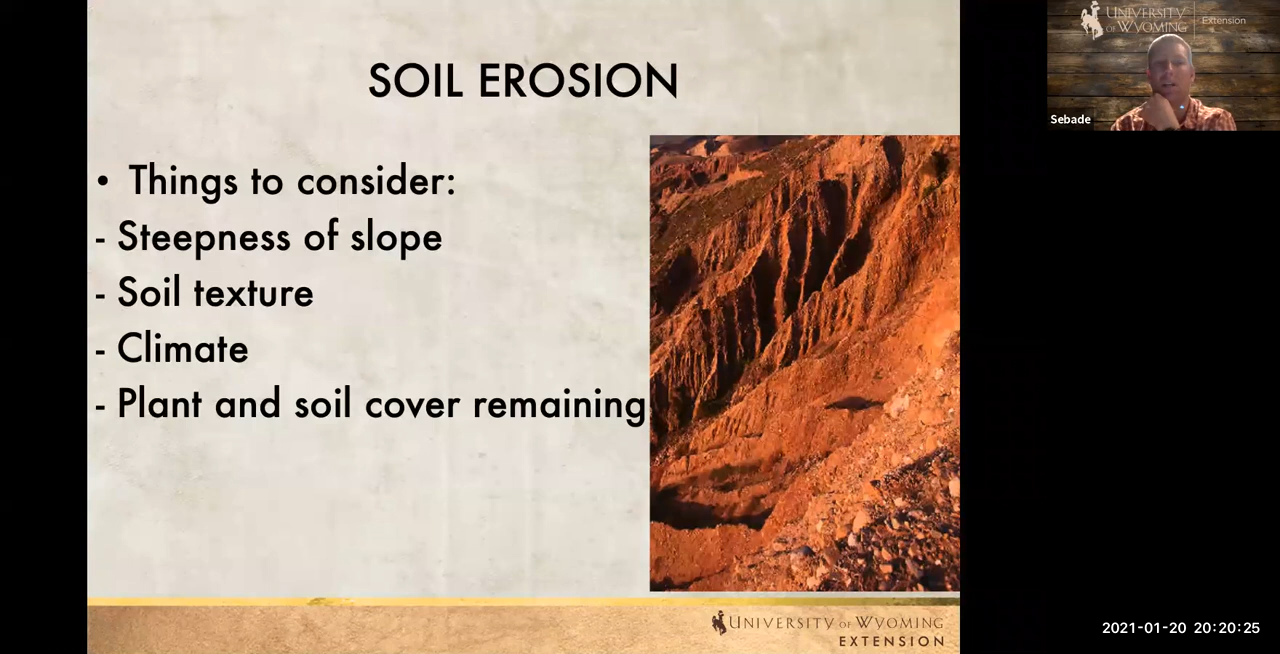 SOIL EROSION
• Things to consider:
- Steepness of slope
- Soil texture
- Climate
- Plant and soil cover remaining
UNIVERSITY OF WYOMING
EXTENSION
UNIVERSITY OF WYOMING Extension
Sebade
2021-01-20 20:20:25